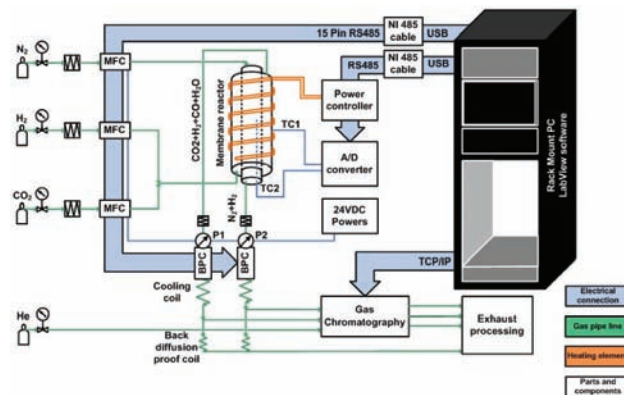 15 Pin RS485
NI 485
cable
USB
N₂
MFC
RS485
NI 485
cable
USB
CO2+H₂+CO+H₂O
Membrane reactor
Power
controller
Rack Mount PC
LabView software
H₂
MFC
TC1
A/D
converter
TC2
CO₂
MFC
N₂+H₂
24VDC
Powers
P1
P2
BPC
BPC
TCP/IP
Cooling
coil
Electrical
connection
He
Gas
Chromatography
Exhaust
processing
Gas pipe line
Back
diffusion
proof coil
Heating element
Parts and
components